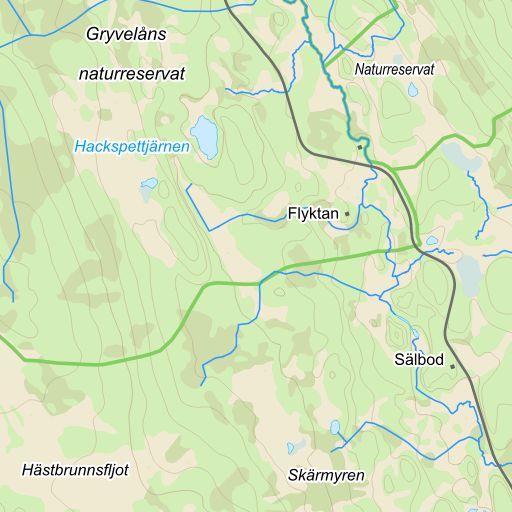 Gryvelåns
naturreservat
Naturreservat
Hackspettjärnen
Flyktan
Sälbod
Hästbrunnsfljot
Skärmyren